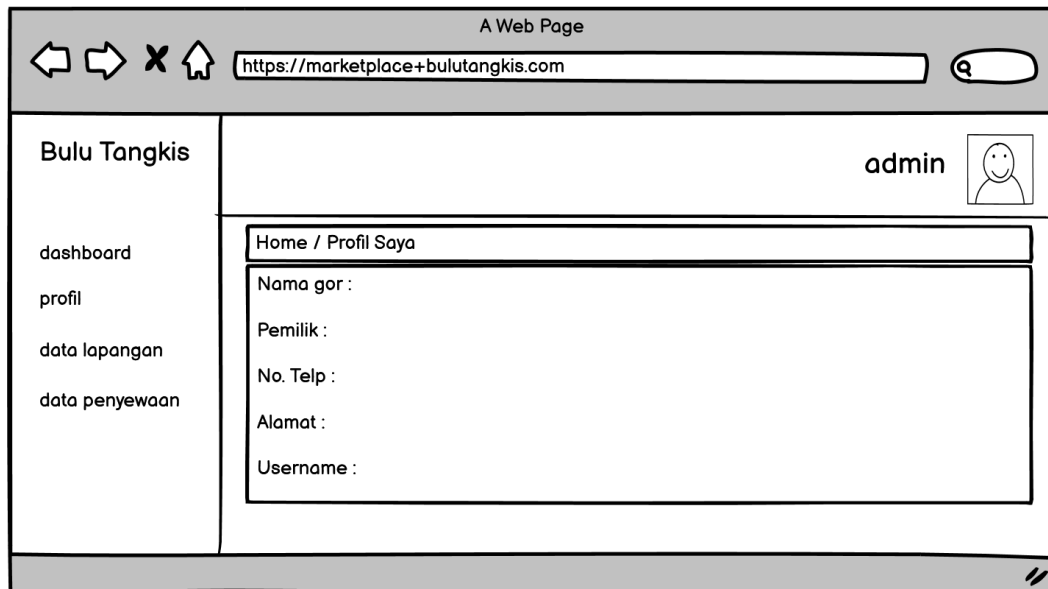 A Web Page
https://marketplace+bulutangkis.com
Bulu Tangkis
admin
dashboard
profil
data lapangan
data penyewaan
Home / Profil Saya
Nama gor :
Pemilik :
No. Telp :
Alamat :
Username :